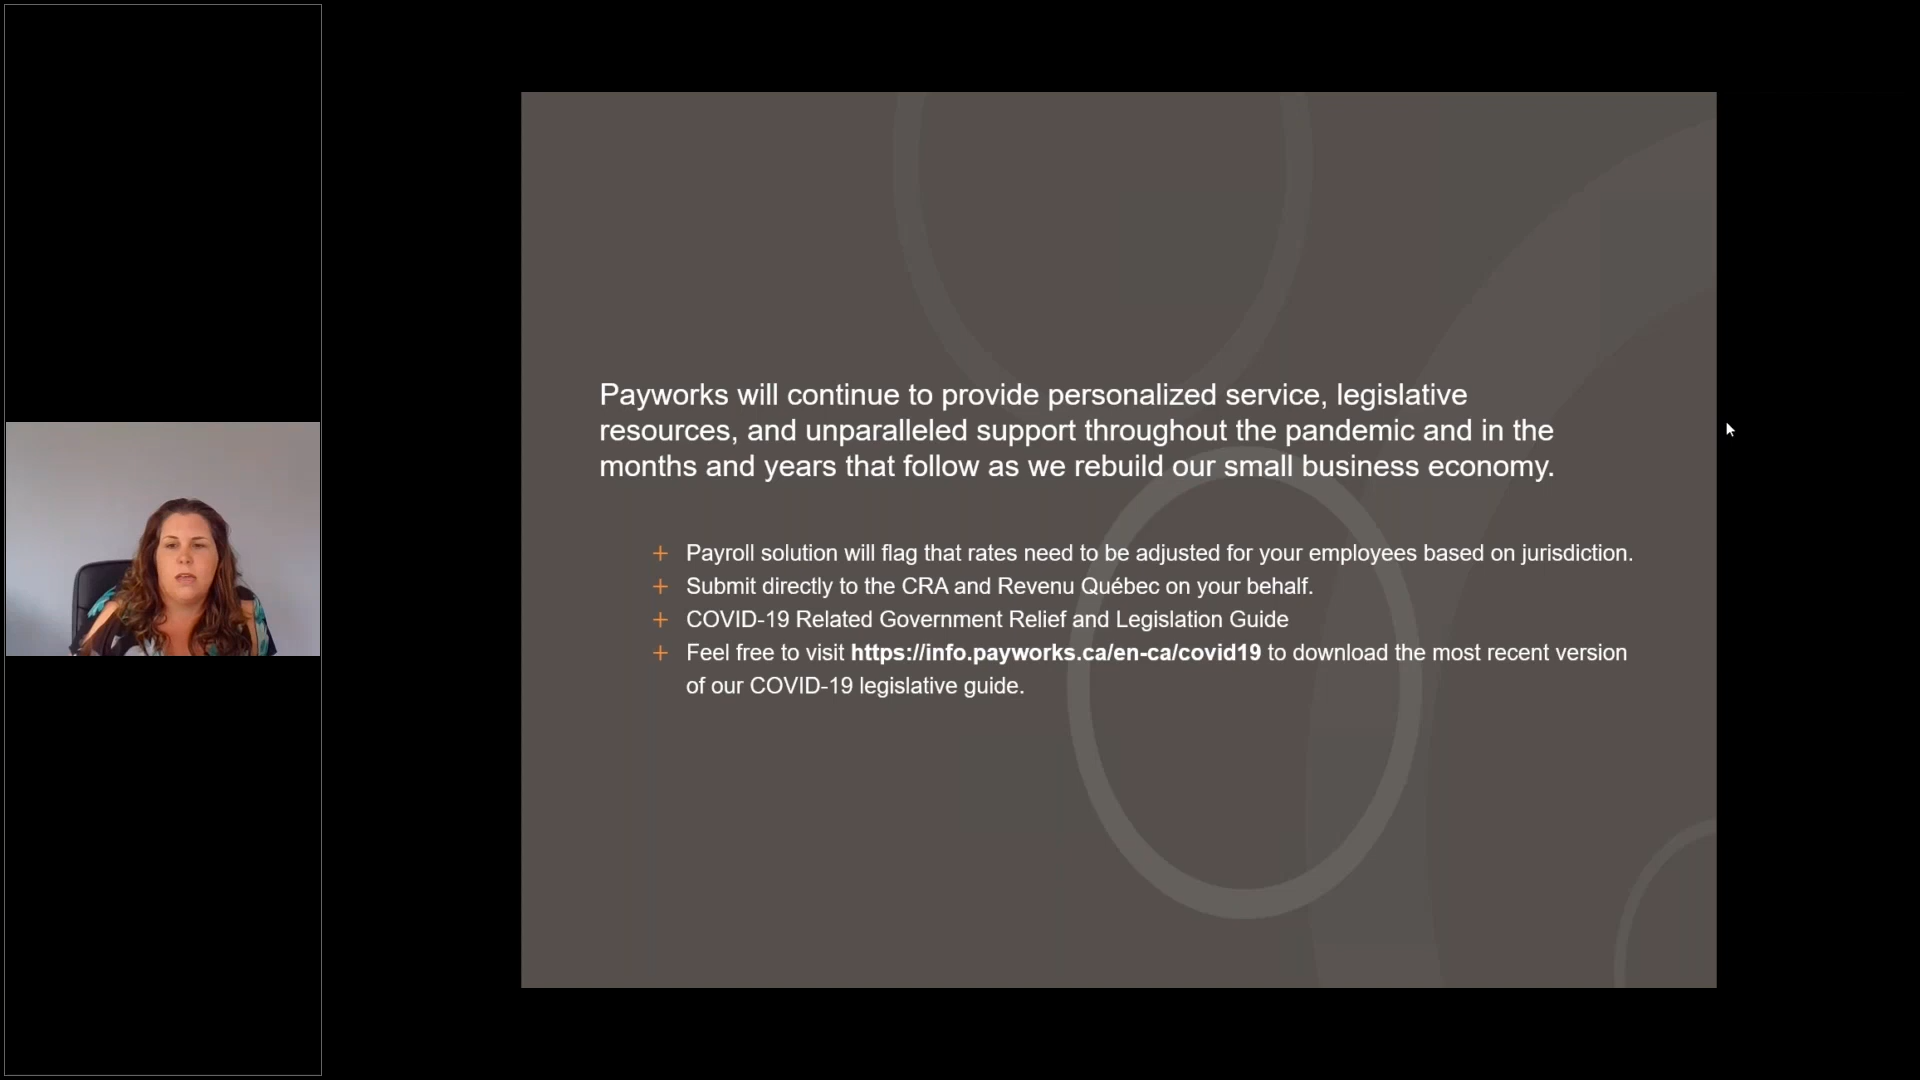 Payworks will continue to provide personalized service, legislative
resources, and unparalleled support throughout the pandemic and in the
months and years that follow as we rebuild our small business economy.
+ Payroll solution will flag that rates need to be adjusted for your employees based on jurisdiction.
+ Submit directly to the CRA and Revenu Québec on your behalf.
+ COVID-19 Related Government Relief and Legislation Guide
+ Feel free to visit https://info.payworks.ca/en-ca/covid19 to download the most recent version
of our COVID-19 legislative guide.